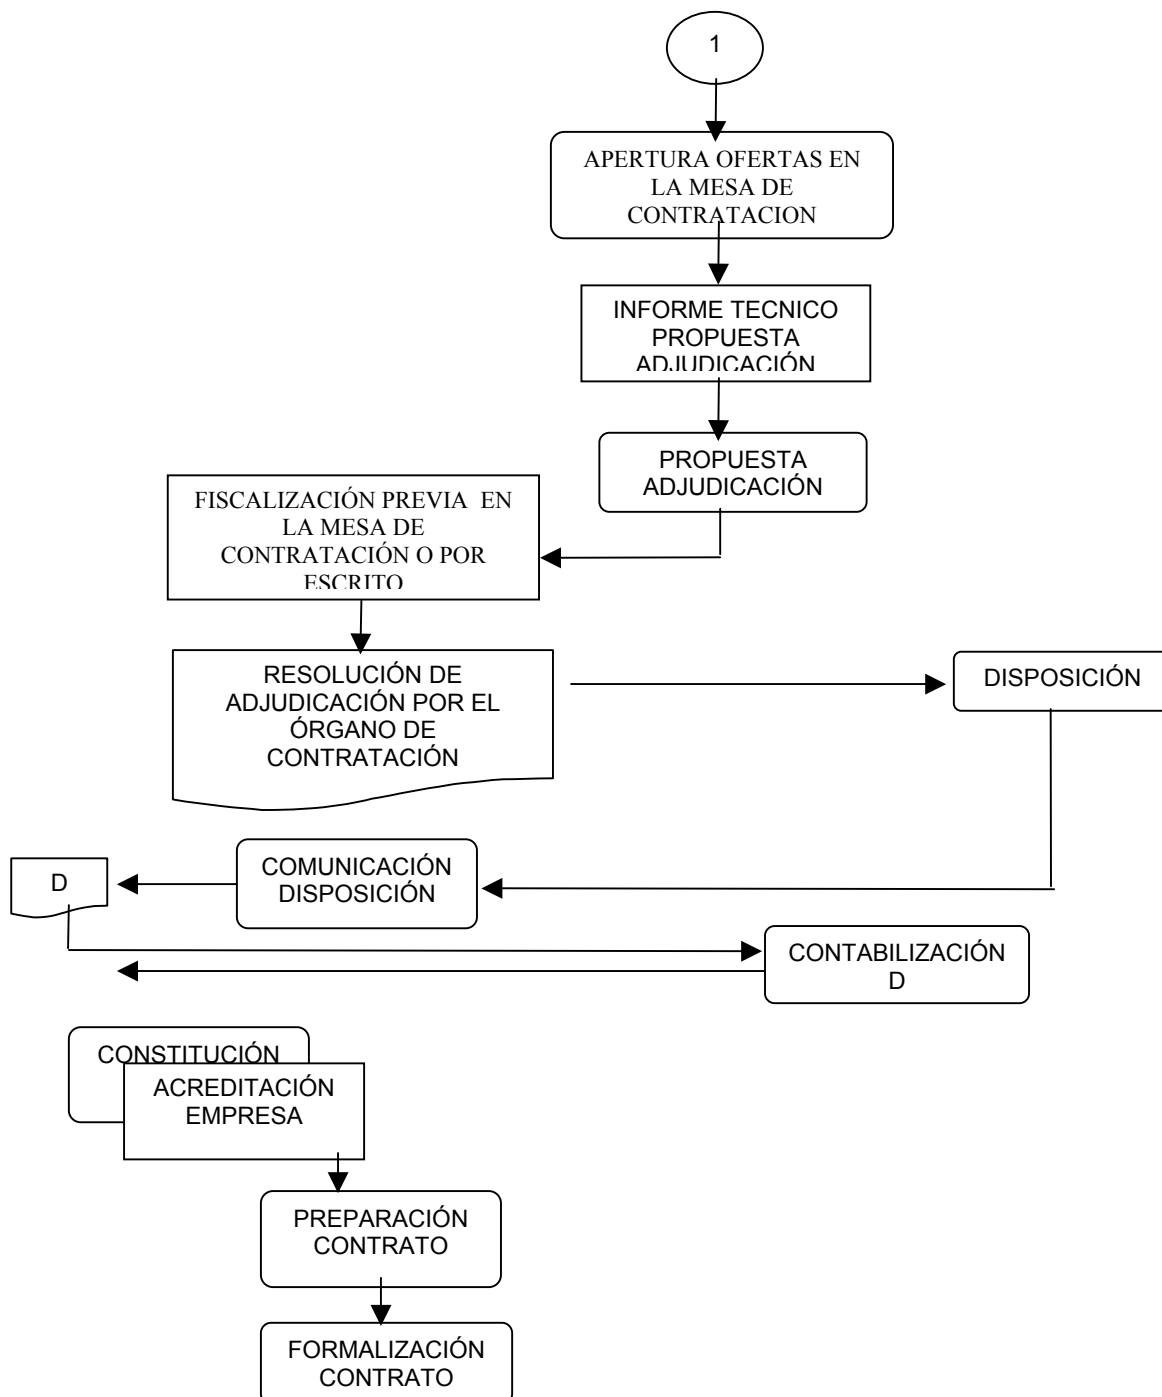 1
APERTURA OFERTAS EN
LA MESA DE
CONTRATACION
INFORME TECNICO
PROPUESTA
ADJUDICACIÓN
PROPUESTA
ADJUDICACIÓN
FISCALIZACIÓN PREVIA EN
LA MESA DE
CONTRATACIÓN O POR
ESCRITO
RESOLUCIÓN DE
ADJUDICACIÓN POR EL
ÓRGANO DE
CONTRATACIÓN
DISPOSICIÓN
COMUNICACIÓN
DISPOSICIÓN
D
CONTABILIZACIÓN
D
CONSTITUCIÓN
ACREDITACIÓN
EMPRESA
PREPARACIÓN
CONTRATO
FORMALIZACIÓN
CONTRATO